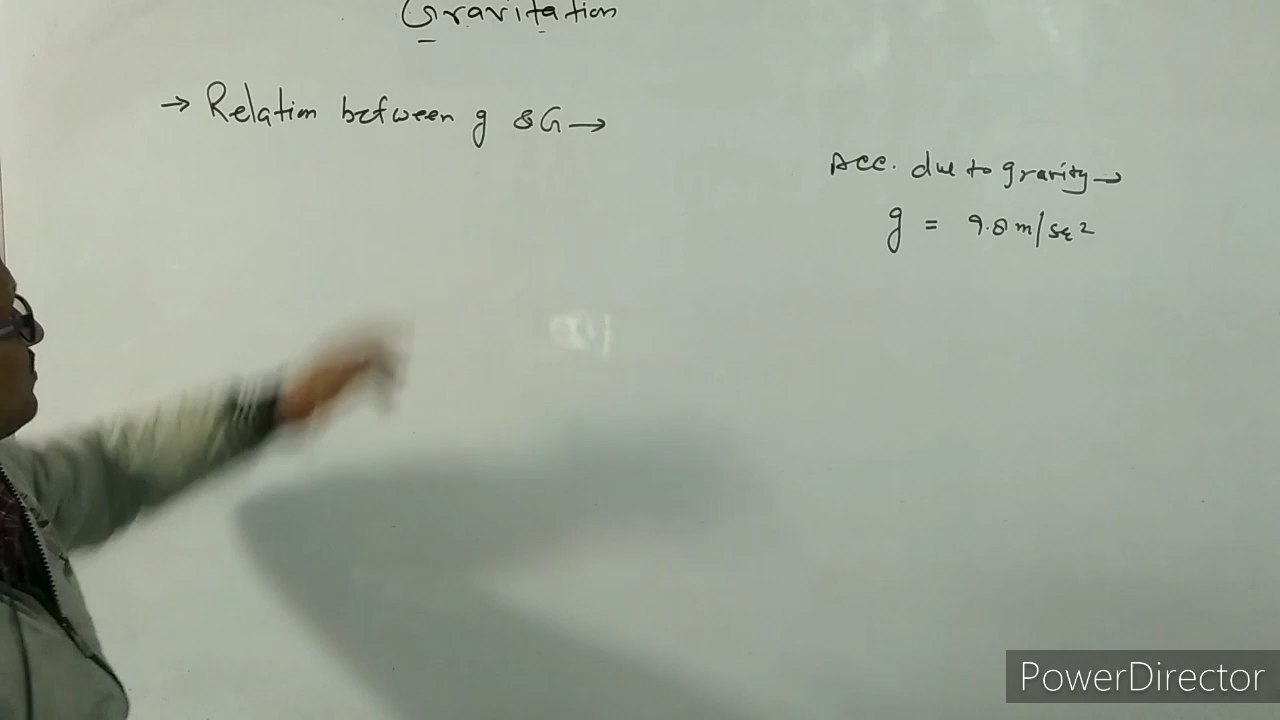 Gravitation
→ Relation between g & G →
Acc. due to gravity →
g = 9.8 m/sec2
PowerDirector